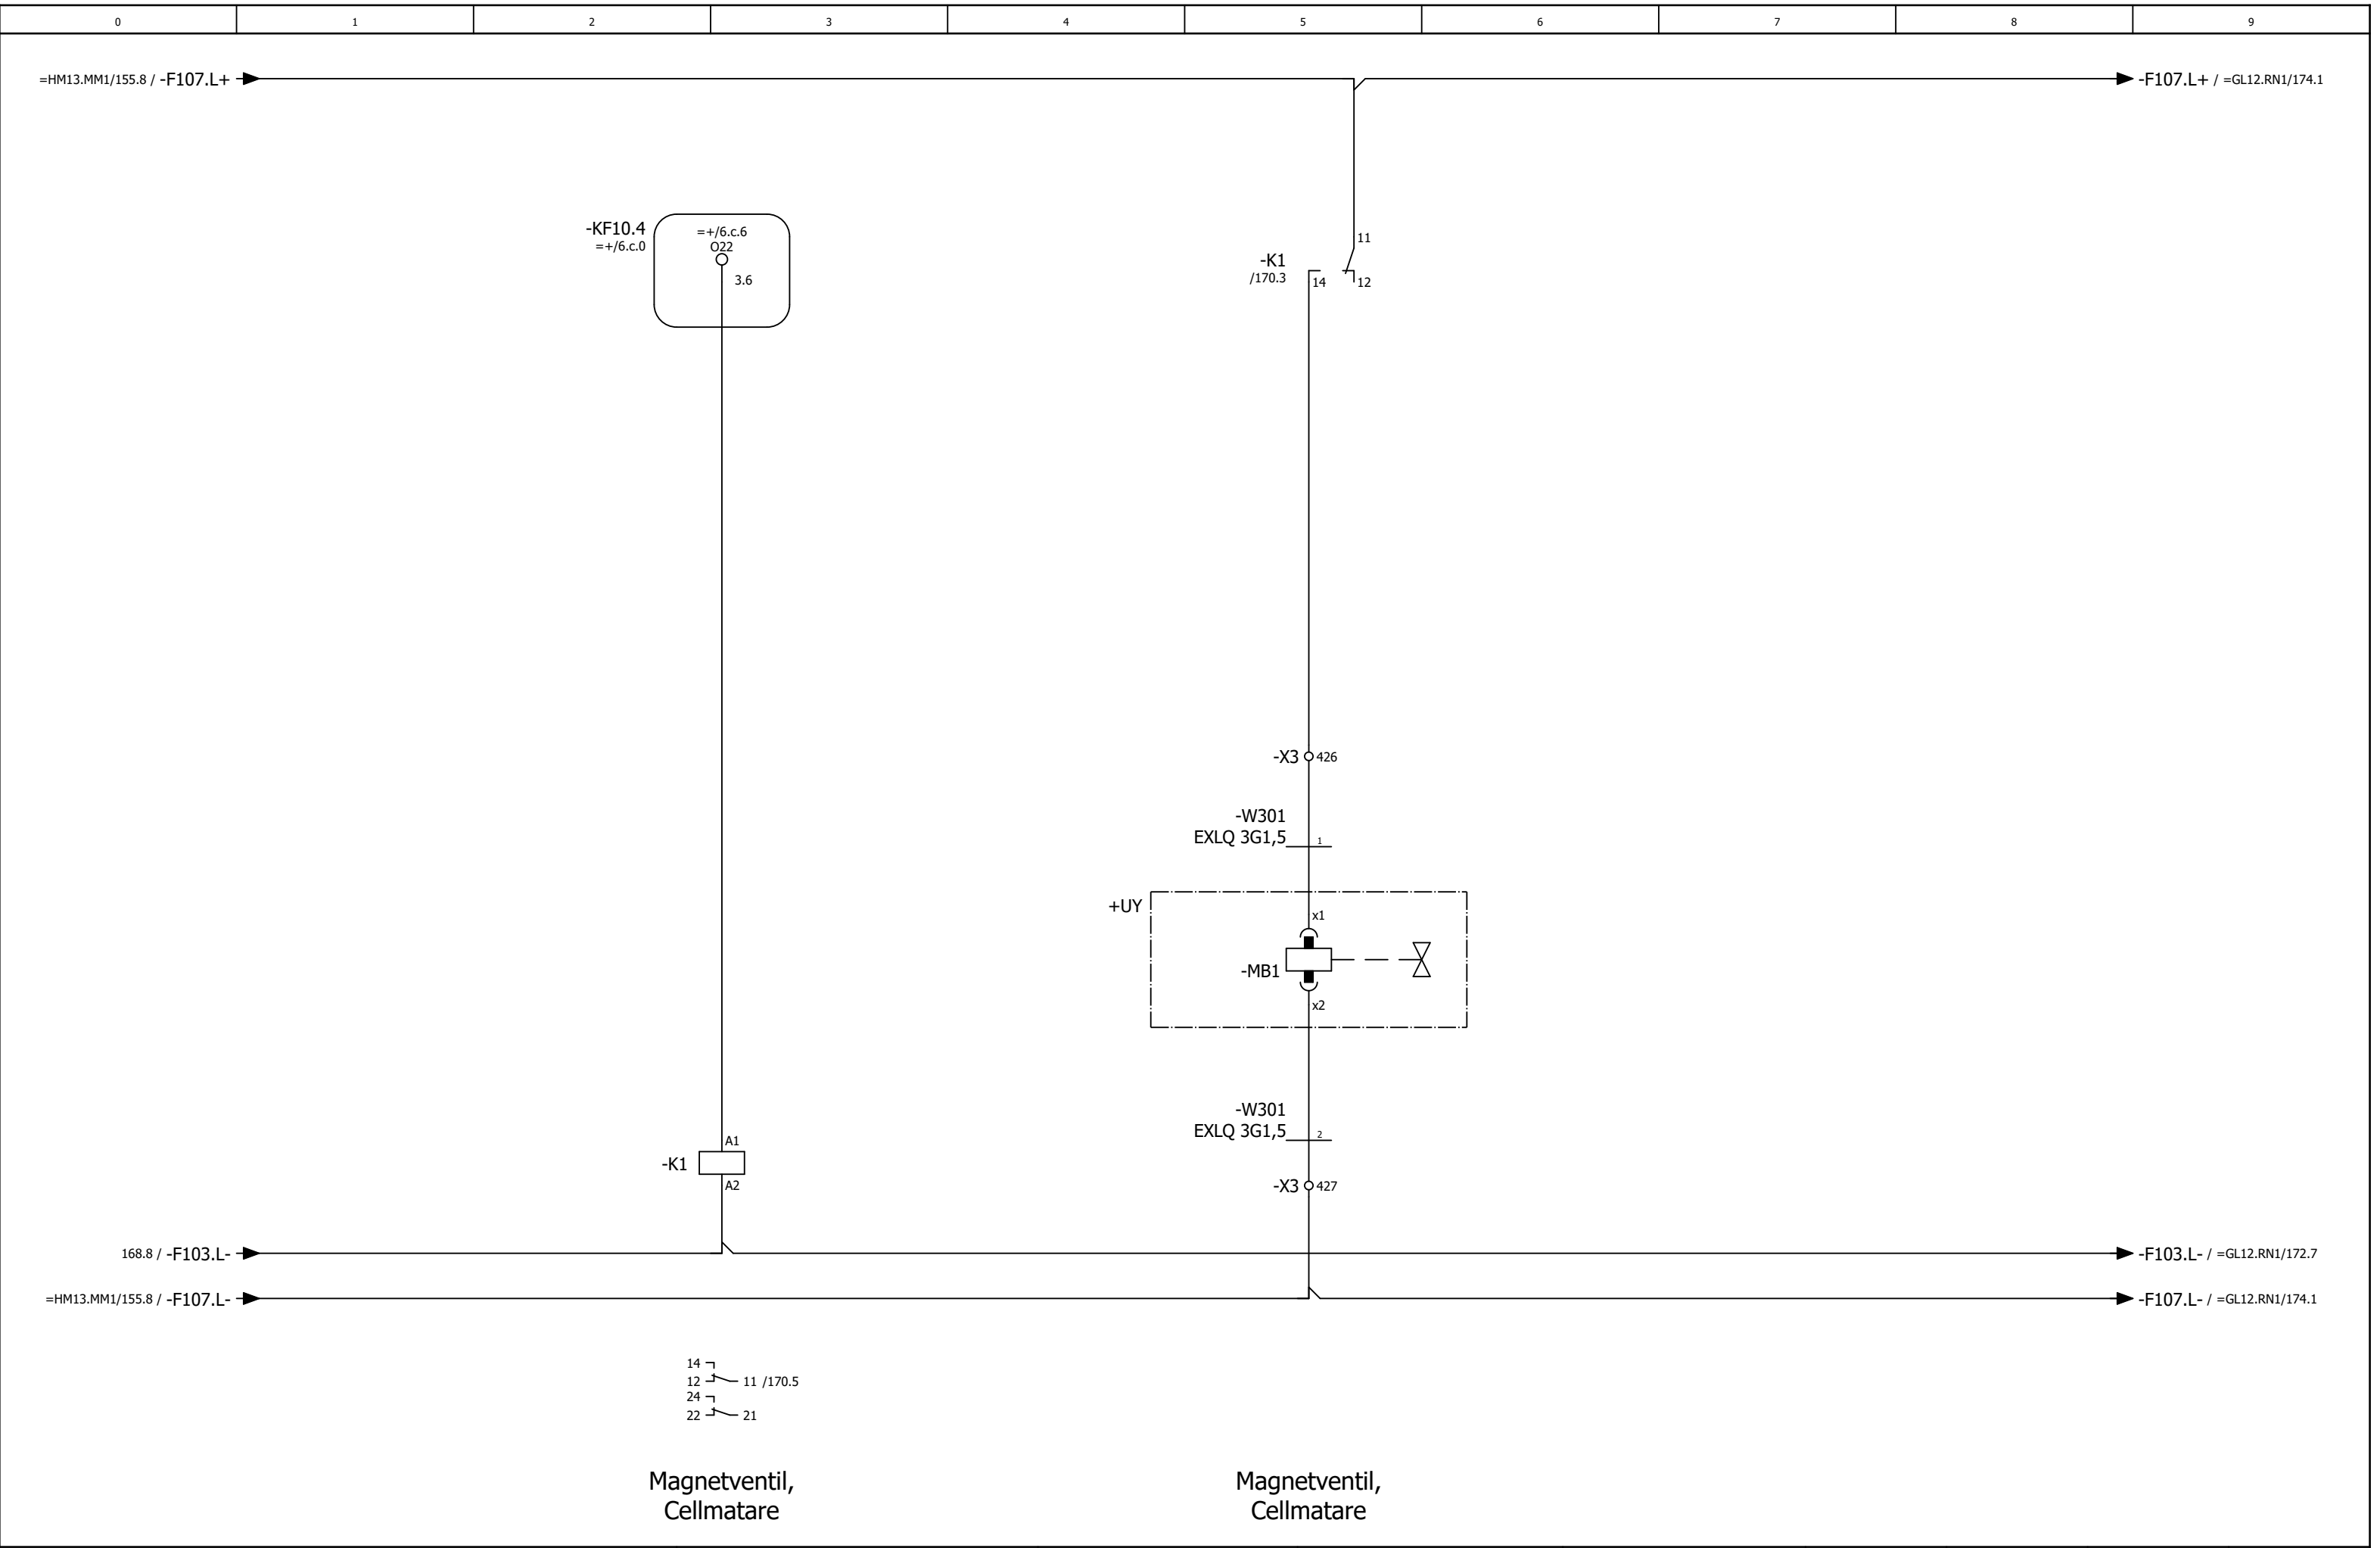 0 1 2 3 4 5 6 7 8 9
=HM13.MM1/155.8 / -F107.L+
-F107.L+ / =GL12.RN1/174.1
-KF10.4
=+/6.c.0
=+/6.c.6
O22
3.6
-K1
/170.3
11
14
12
-X3 426
-W301
EXLQ 3G1,5
1
+UY
x1
-MB1
x2
-W301
EXLQ 3G1,5
2
-X3 427
A1
-K1
A2
168.8 / -F103.L-
-F103.L- / =GL12.RN1/172.7
=HM13.MM1/155.8 / -F107.L-
-F107.L- / =GL12.RN1/174.1
14
12 11 /170.5
24
22 21
Magnetventil,
Cellmatare
Magnetventil,
Cellmatare